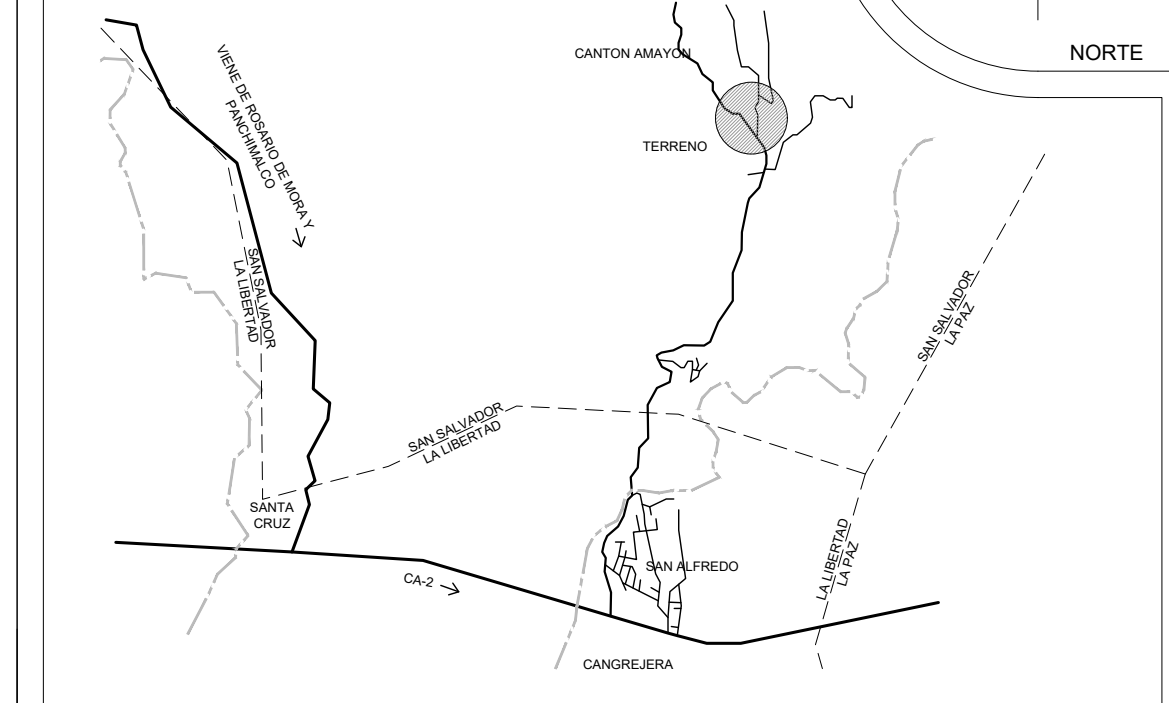 NORTE
CANTON AMAYON
VIENE DE ROSARIO DE MORA Y
PANCHIMALCO
TERRENO
SAN SALVADOR
LA LIBERTAD
SAN SALVADOR
LA PAZ
SAN SALVADOR
LA LIBERTAD
SANTA
CRUZ
LA LIBERTAD
LA PAZ
SAN ALFREDO
CA-2
CANGREJERA